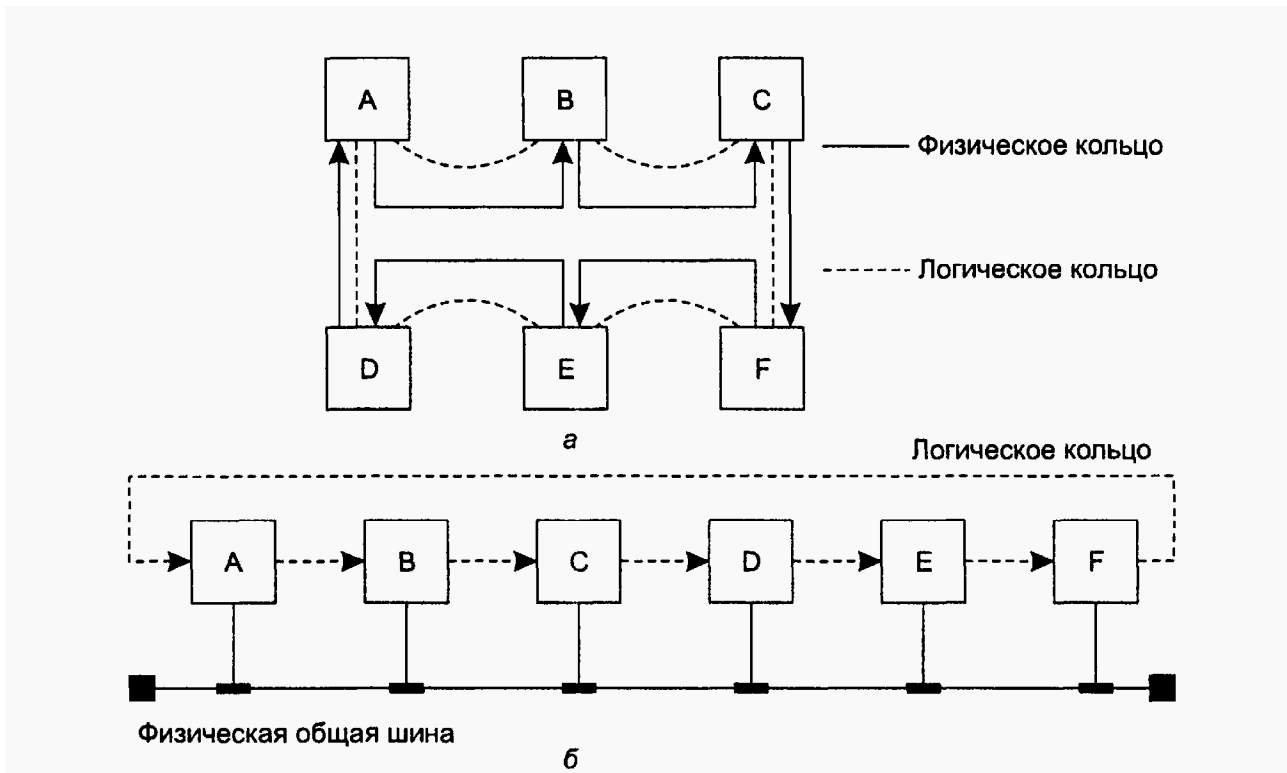 A B C
Физическое кольцо
Логическое кольцо
D E F
а
Логическое кольцо
A B C D E F
Физическая общая шина
б